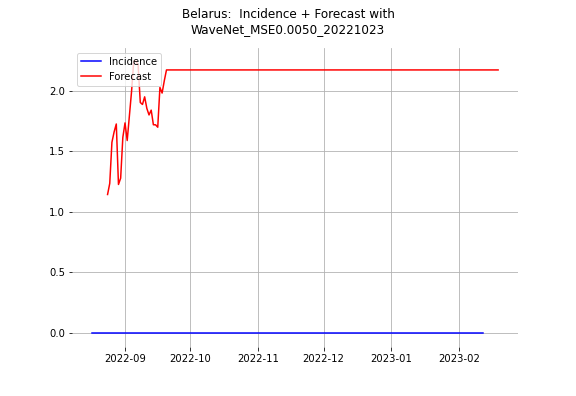 Belarus:  Incidence + Forecast with
WaveNet_MSE0.0050_20221023
Incidence
Forecast
2.0
1.5
1.0
0.5
0.0
2022-09 2022-10 2022-11 2022-12 2023-01 2023-02